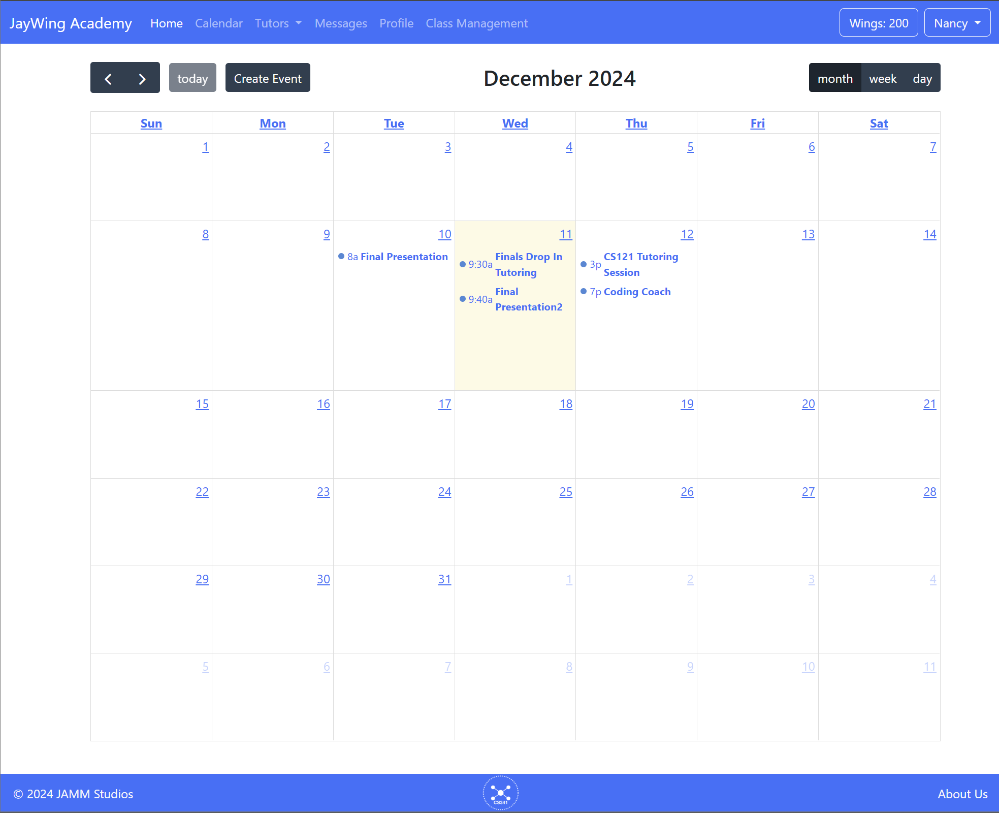 JayWing Academy Home Calendar Tutors Messages Profile Class Management Wings: 200 Nancy
today Create Event December 2024 month week day
Sun Mon Tue Wed Thu Fri Sat
1 2 3 4 5 6 7
8 9 10 11 12 13 14
8a Final Presentation
9:30a Finals Drop In
Tutoring
9:40a Final
Presentation2
3p CS121 Tutoring
Session
7p Coding Coach
15 16 17 18 19 20 21
22 23 24 25 26 27 28
29 30 31 1 2 3 4
5 6 7 8 9 10 11
© 2024 JAMM Studios CS341 About Us